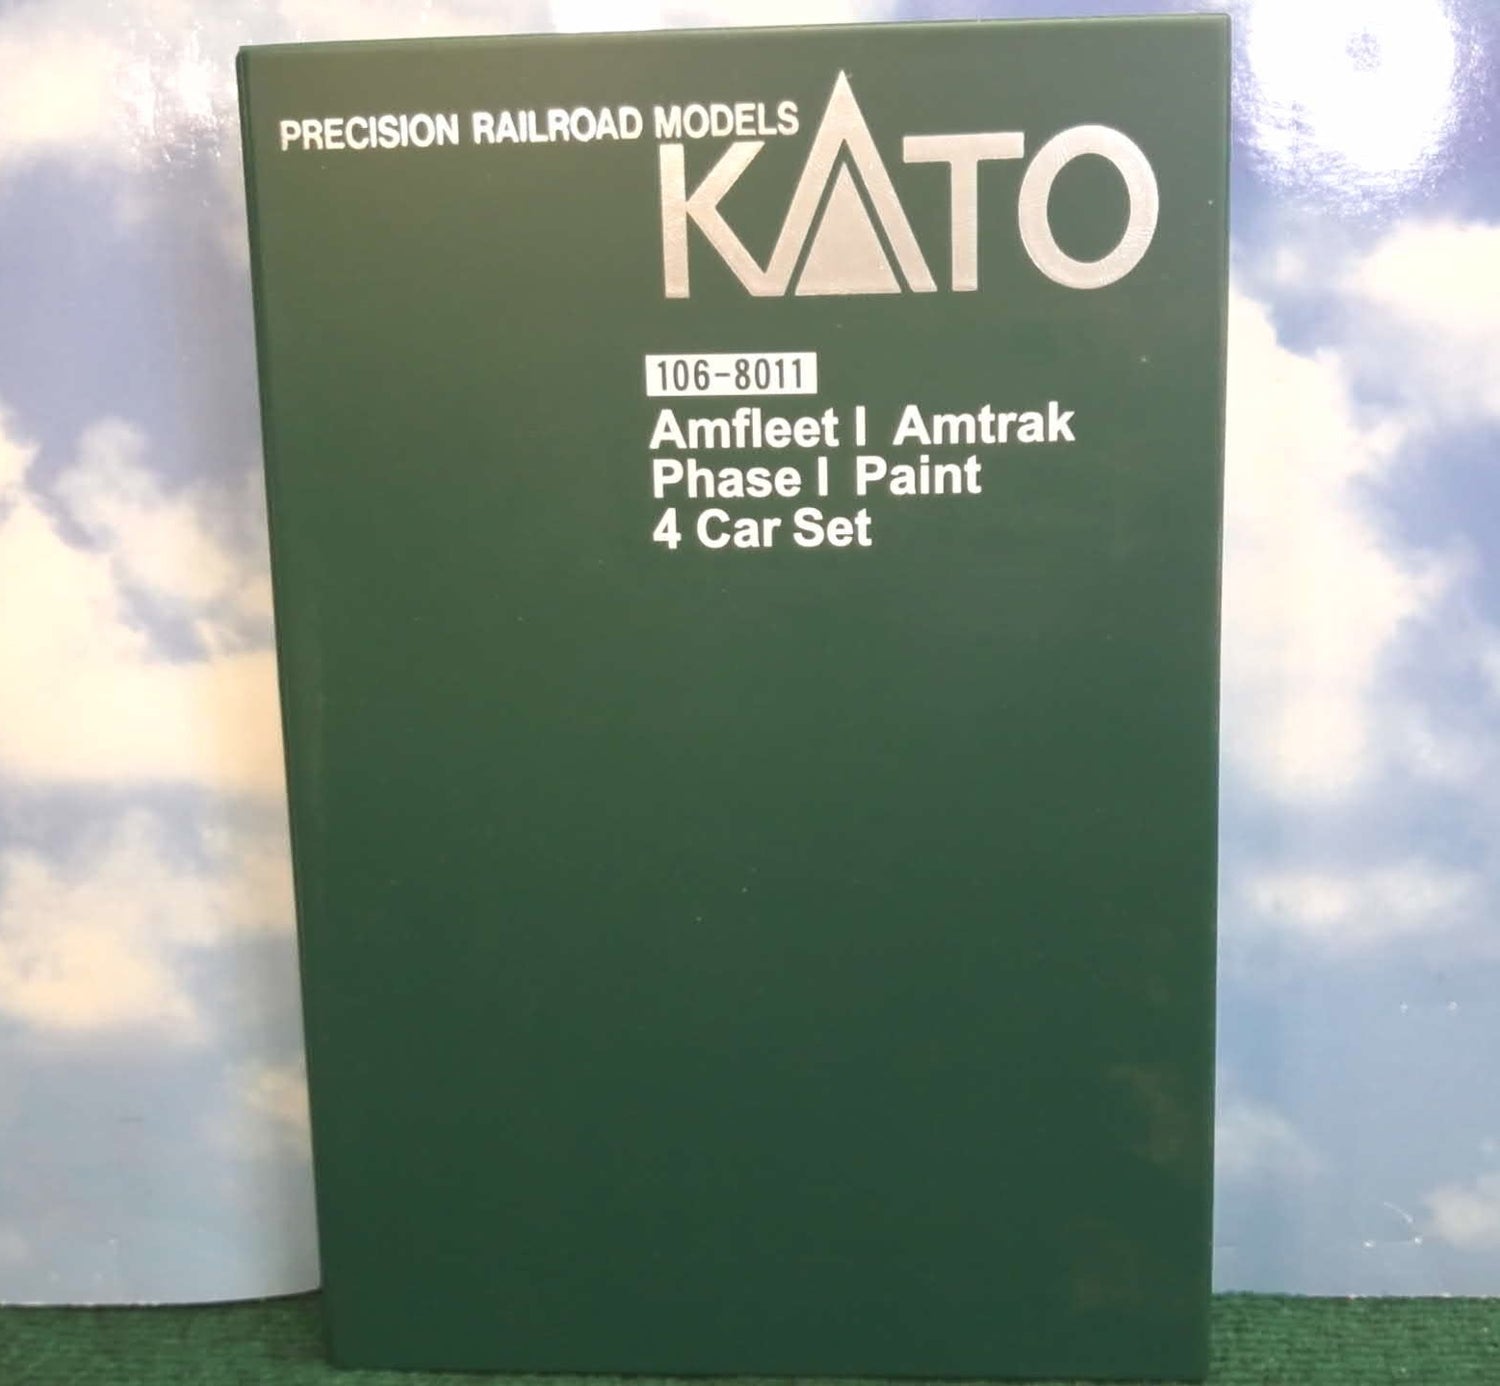 PRECISION RAILROAD MODELS
KATO
106-8011
Amfleet I Amtrak
Phase I Paint
4 Car Set